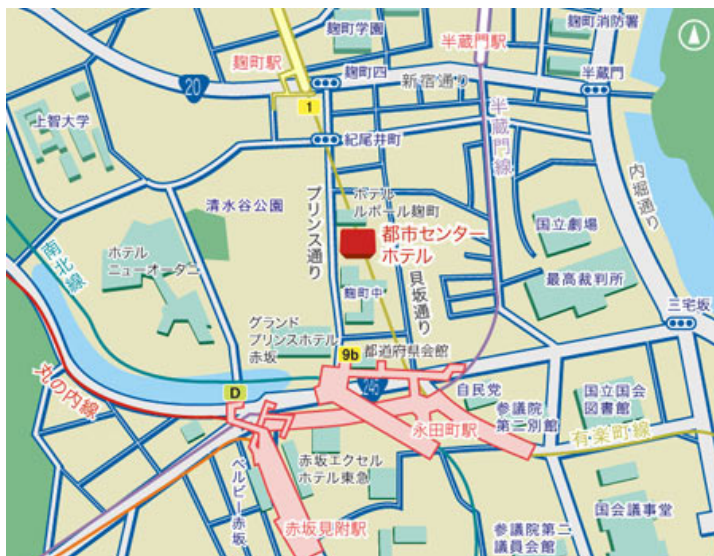 麹町学園
半蔵門駅
麹町消防署
麹町駅
20
麹町四
新宿通り
半蔵門
1
上智大学
紀尾井町
半蔵門線
内堀通り
清水谷公園
プリンス通り
ホテル
ルポール麹町
都市センター
ホテル
国立劇場
南北線
ホテル
ニューオータニ
麹町中
貝坂通り
最高裁判所
三宅坂
グランド
プリンスホテル
赤坂
9b
都道府県会館
丸の内線
D
246
自民党
国立国会
図書館
参議院
第二別館
永田町駅
有楽町線
ベルビー赤坂
赤坂エクセル
ホテル東急
赤坂見附駅
参議院第二
議員会館
国会議事堂